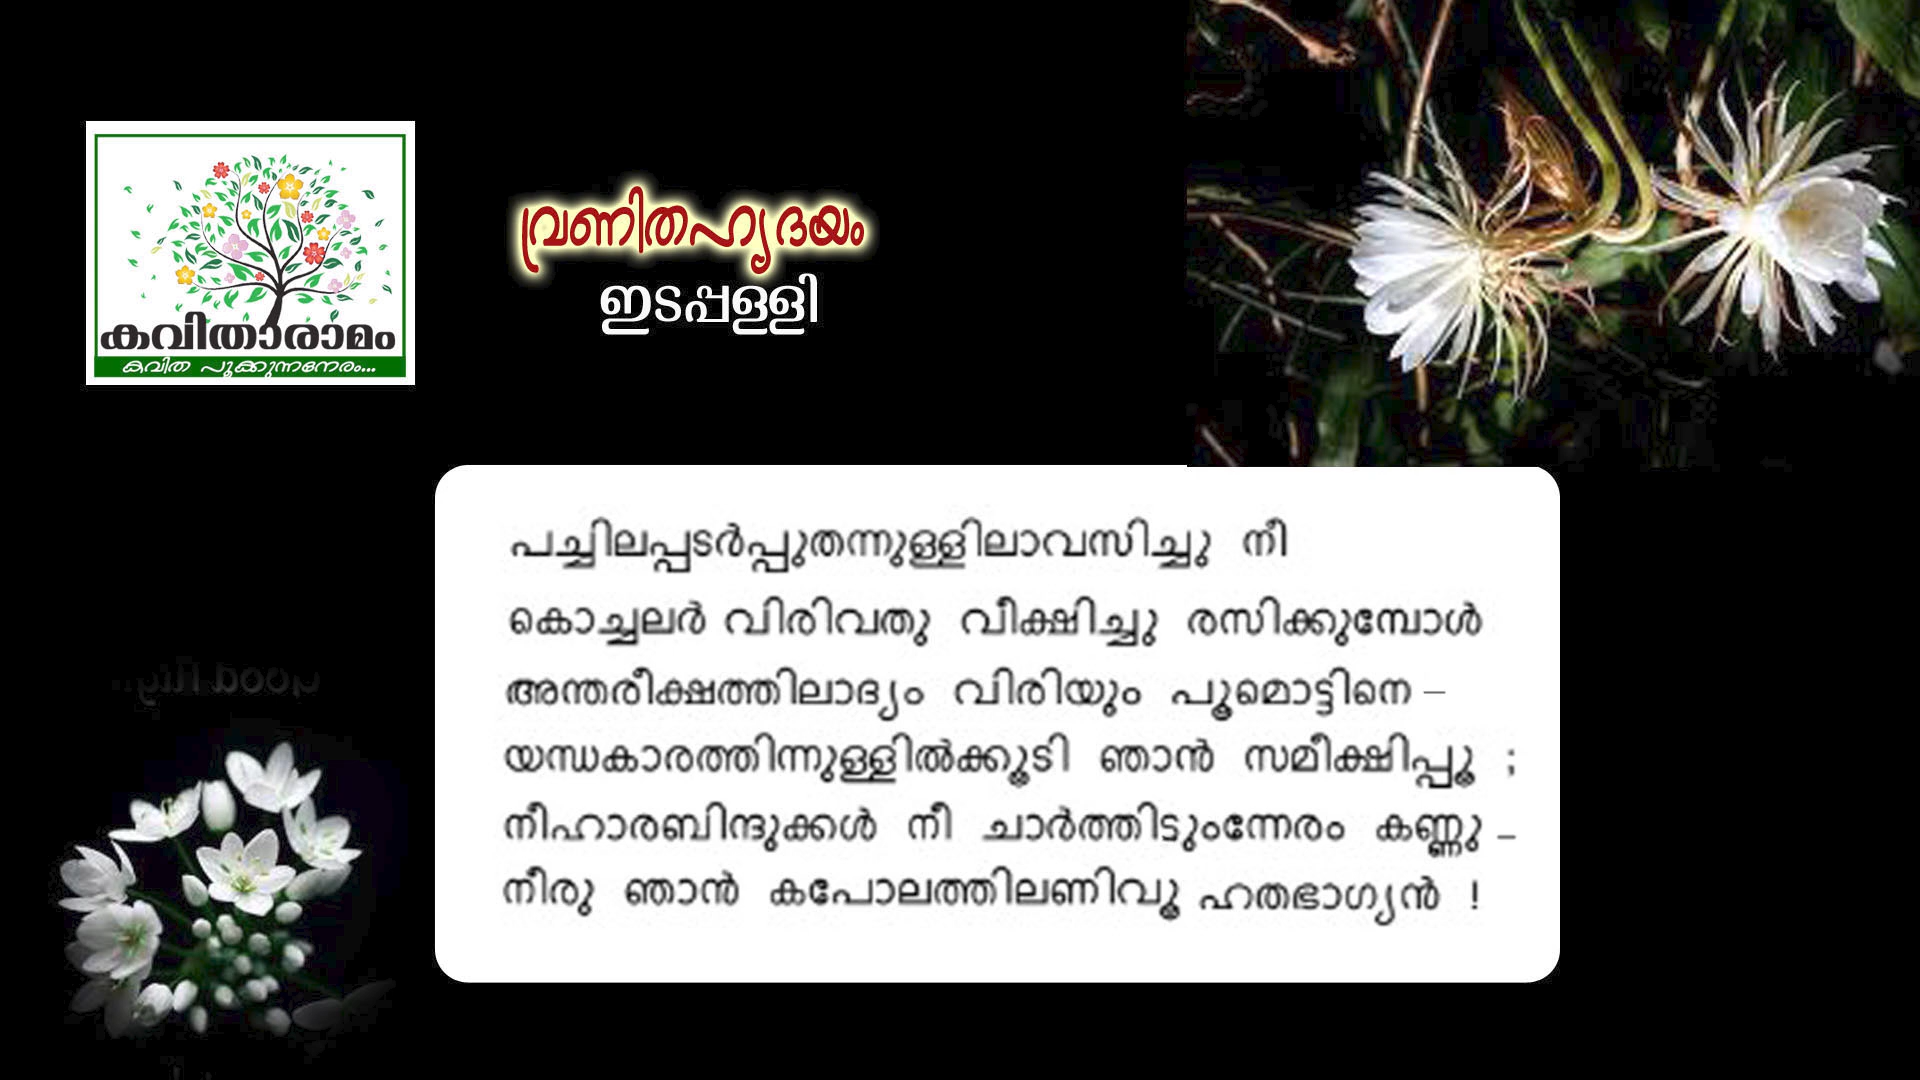 കവിതാരാമം
കവിത പൂക്കുന്നനേരം...
വ്രണിതഹൃദയം
ഇടപ്പള്ളി
പച്ചിലപ്പടർപ്പുതന്നുള്ളിലാവസിച്ചു നീ
കൊച്ചലർ വിരിവതു വീക്ഷിച്ചു രസിക്കുമ്പോൾ
അന്തരീക്ഷത്തിലാദ്യം വിരിയും പൂമൊട്ടിനെ –
യന്ധകാരത്തിന്നുള്ളിൽക്കൂടി ഞാൻ സമീക്ഷിപ്പൂ ;
നീഹാരബിന്ദുക്കൾ നീ ചാർത്തിട്ടുംന്നേരം കണ്ണു –
നീരു ഞാൻ കപോലത്തിലണിവൂ ഹതഭാഗ്യൻ !